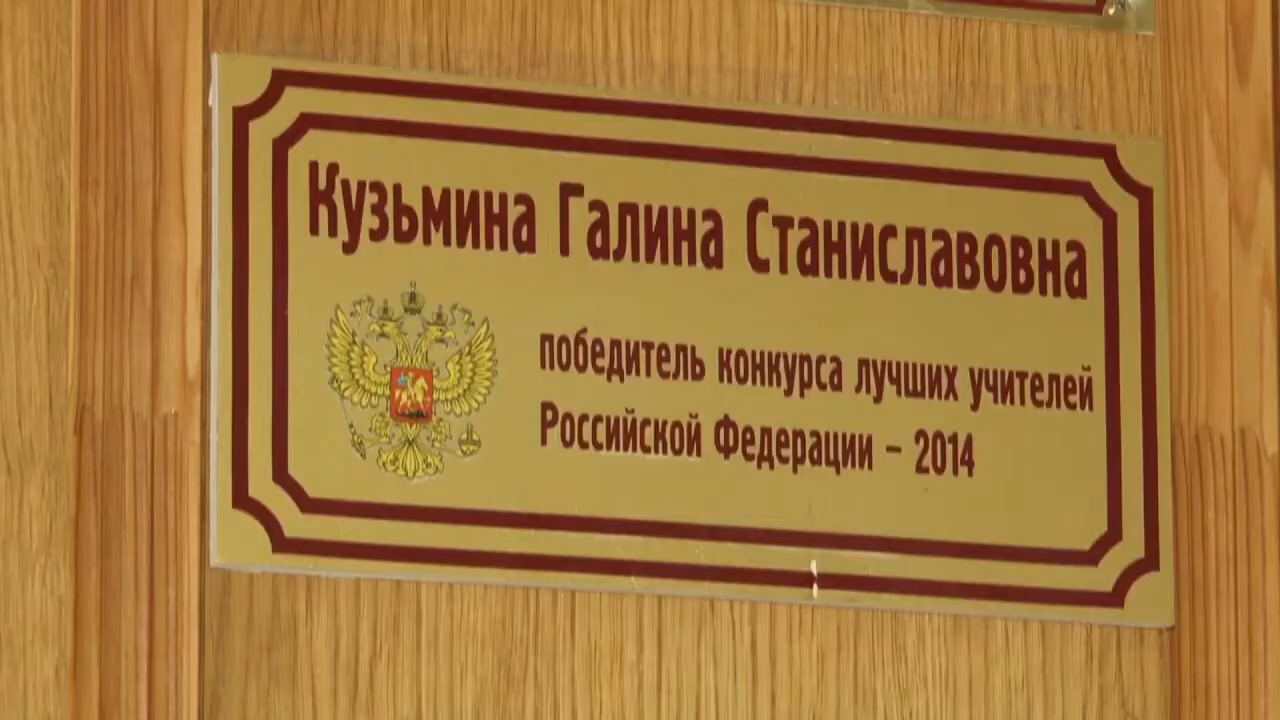 Кузьмина Галина Станиславовна
победитель конкурса лучших учителей
Российской Федерации – 2014